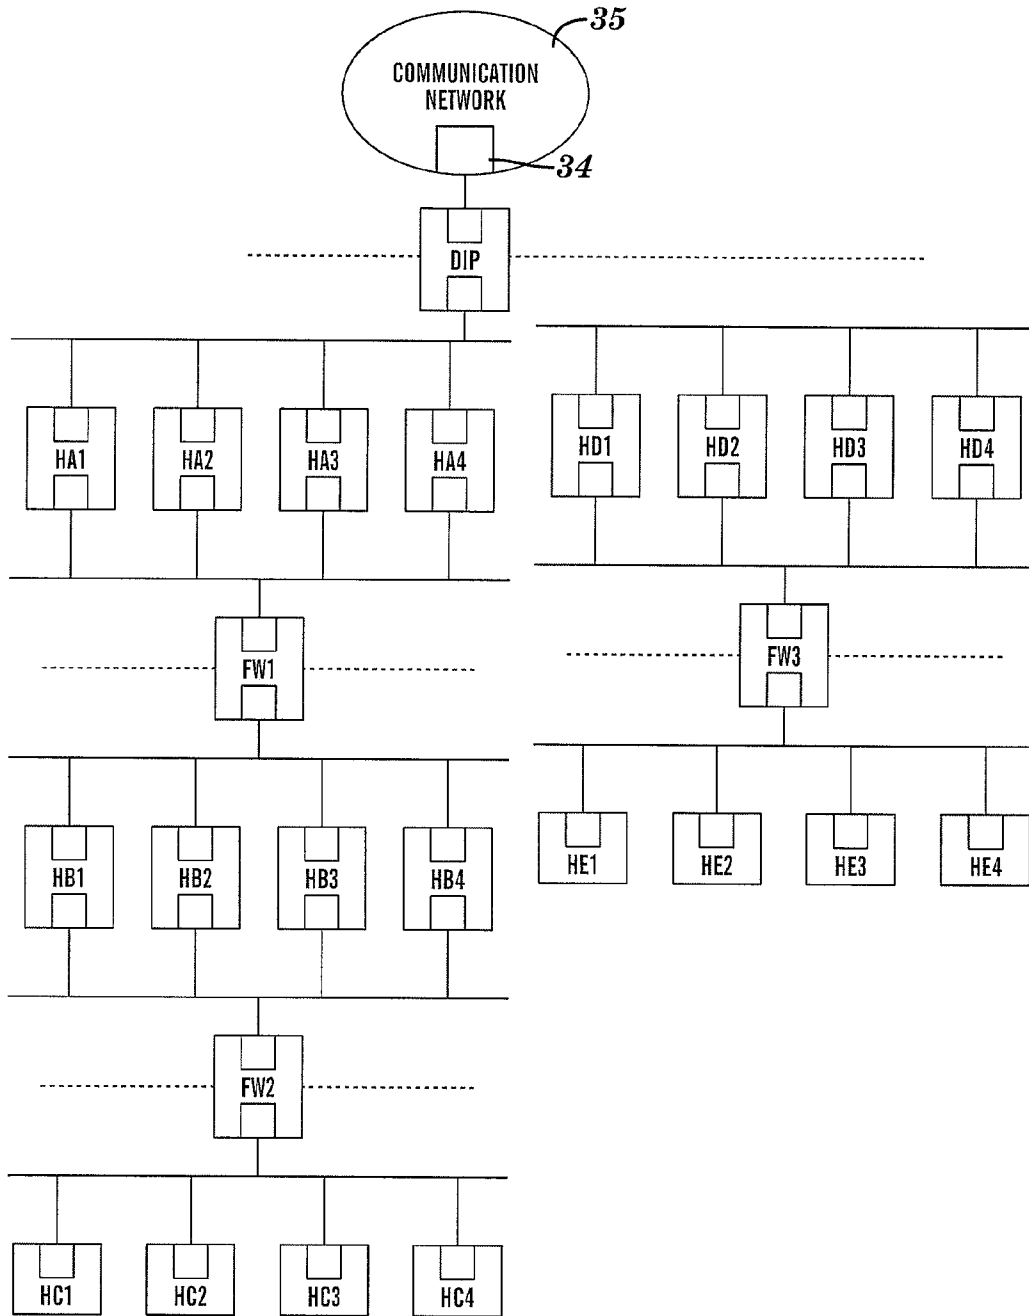 35
COMMUNICATION
NETWORK
34
DIP
HA1 HA2 HA3 HA4
HD1 HD2 HD3 HD4
FW1
FW3
HB1 HB2 HB3 HB4
HE1 HE2 HE3 HE4
FW2
HC1 HC2 HC3 HC4